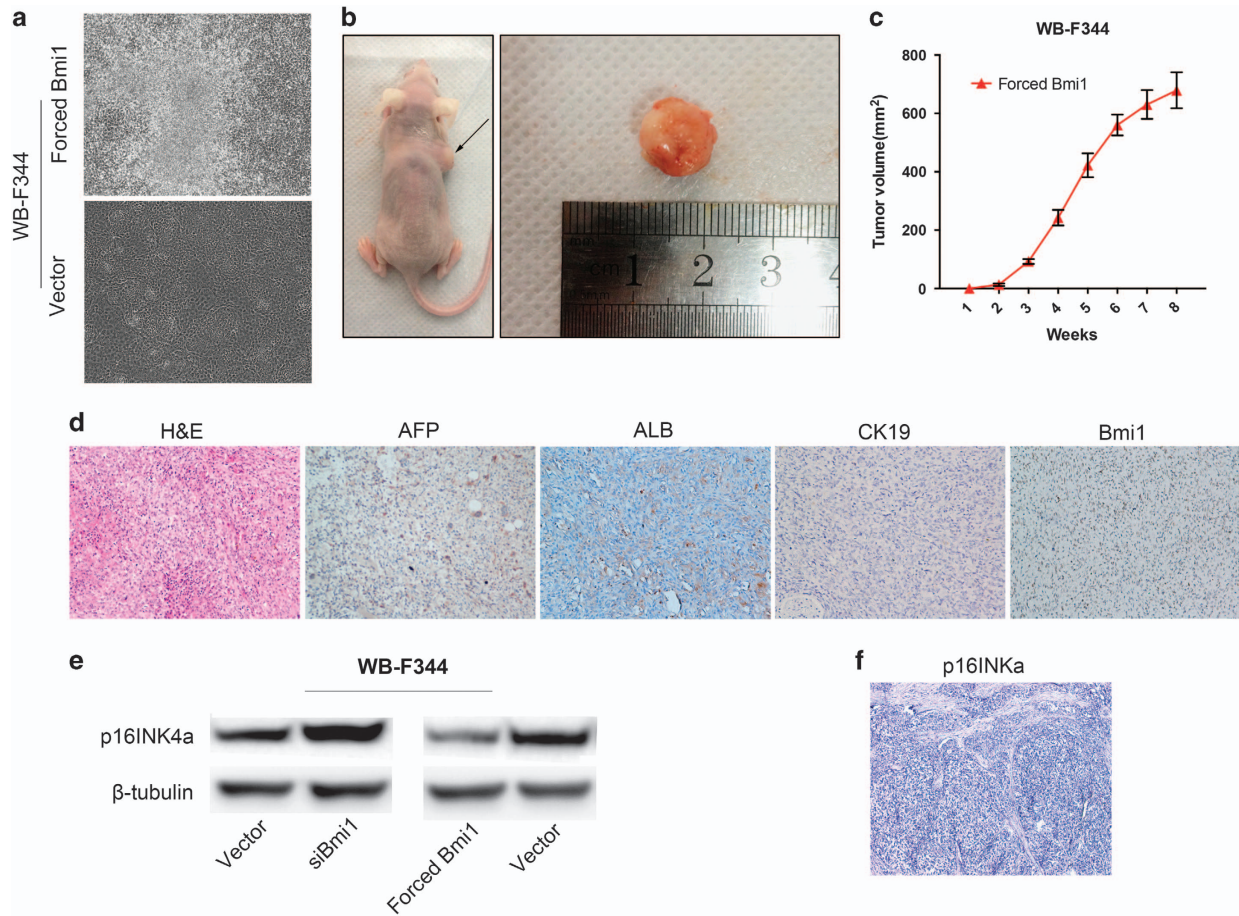 a
WB-F344
Forced Bmi1
Vector
b
cm
1
2
3
4
mm
c
WB-F344
Forced Bmi1
Tumor volume(mm²)
800
600
400
200
0
1 2 3 4 5 6 7 8
Weeks
d
H&E
AFP
ALB
CK19
Bmi1
e
WB-F344
p16INK4a
β-tubulin
Vector
siBmi1
Forced Bmi1
Vector
f
p16INKa